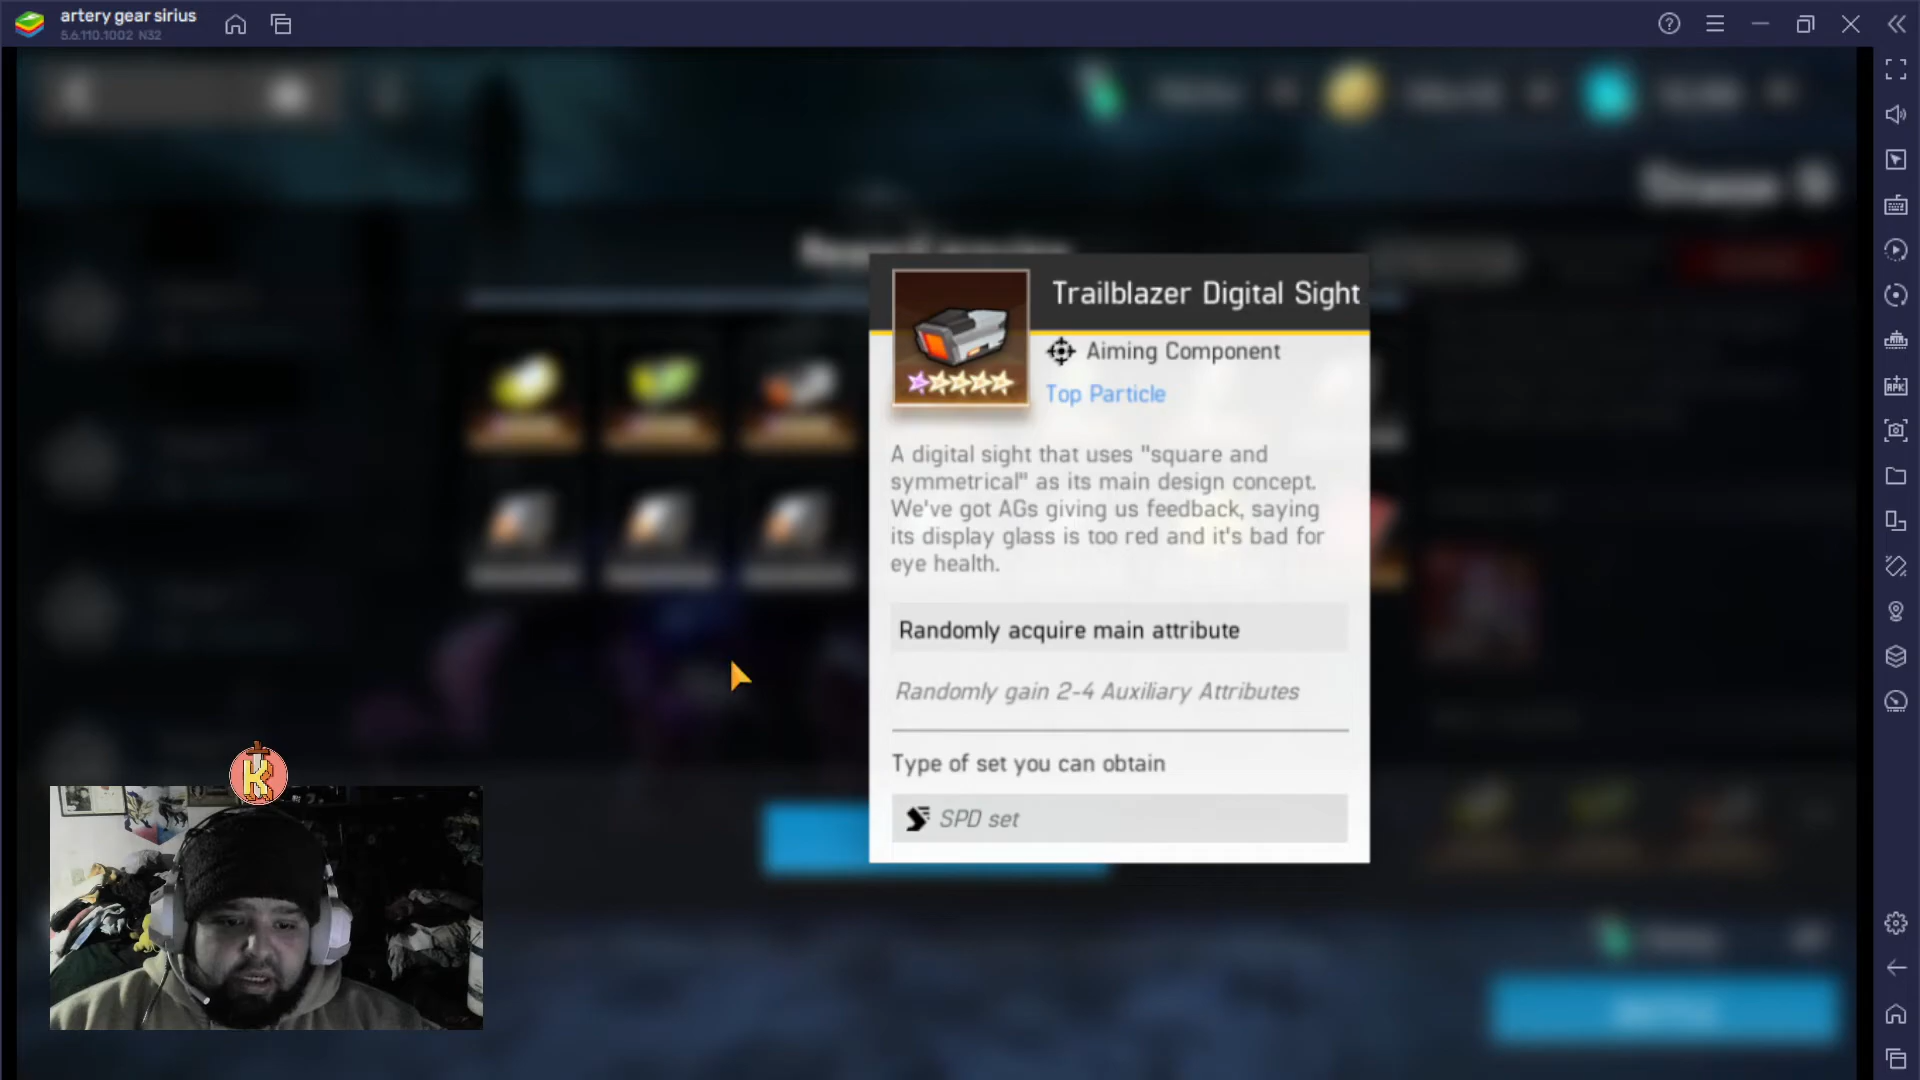 artery gear sirius
5.6.110.1002 N32
Trailblazer Digital Sight
Aiming Component
Top Particle
A digital sight that uses "square and
symmetrical" as its main design concept.
We've got AGs giving us feedback, saying
its display glass is too red and it's bad for
eye health.
Randomly acquire main attribute
Randomly gain 2-4 Auxiliary Attributes
Type of set you can obtain
SPD set
K